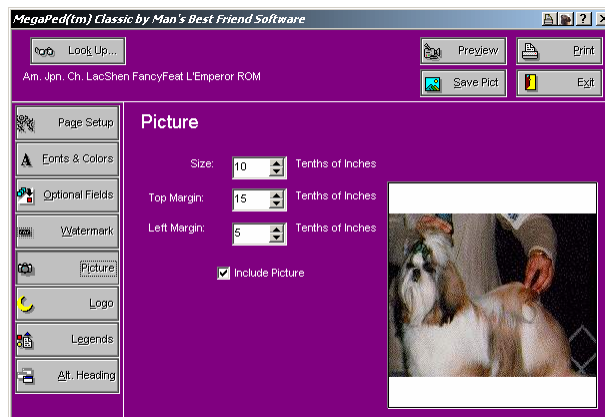 MegaPed(tm) Classic by Man's Best Friend Software
Look Up...
Preview
Print
Am. Jpn. Ch. LacShen FancyFeat L'Emperor ROM
Save Pict
Exit
Page Setup
Picture
Fonts & Colors
Size: 10 Tenths of Inches
Optional Fields
Top Margin: 15 Tenths of Inches
Watermark
Left Margin: 5 Tenths of Inches
Picture
Include Picture
Logo
Legends
Alt. Heading